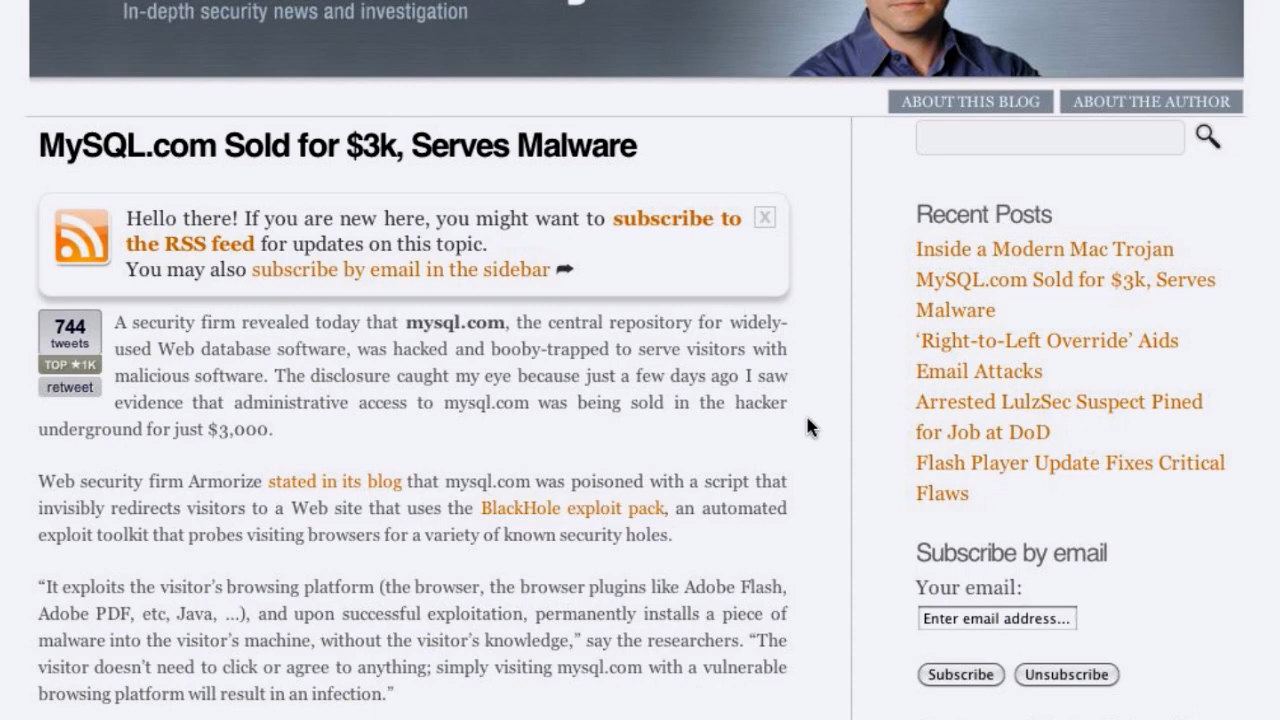 In-depth security news and investigation
ABOUT THIS BLOG
ABOUT THE AUTHOR
MySQL.com Sold for $3k, Serves Malware
Hello there! If you are new here, you might want to subscribe to
the RSS feed for updates on this topic.
You may also subscribe by email in the sidebar
X
744
tweets
TOP ★1K
retweet
A security firm revealed today that mysql.com, the central repository for widely-
used Web database software, was hacked and booby-trapped to serve visitors with
malicious software. The disclosure caught my eye because just a few days ago I saw
evidence that administrative access to mysql.com was being sold in the hacker
underground for just $3,000.
Web security firm Armorize stated in its blog that mysql.com was poisoned with a script that
invisibly redirects visitors to a Web site that uses the BlackHole exploit pack, an automated
exploit toolkit that probes visiting browsers for a variety of known security holes.
“It exploits the visitor’s browsing platform (the browser, the browser plugins like Adobe Flash,
Adobe PDF, etc, Java, …), and upon successful exploitation, permanently installs a piece of
malware into the visitor’s machine, without the visitor’s knowledge,” say the researchers. “The
visitor doesn’t need to click or agree to anything; simply visiting mysql.com with a vulnerable
browsing platform will result in an infection.”
Recent Posts
Inside a Modern Mac Trojan
MySQL.com Sold for $3k, Serves
Malware
‘Right-to-Left Override’ Aids
Email Attacks
Arrested LulzSec Suspect Pined
for Job at DoD
Flash Player Update Fixes Critical
Flaws
Subscribe by email
Your email:
Enter email address...
Subscribe
Unsubscribe